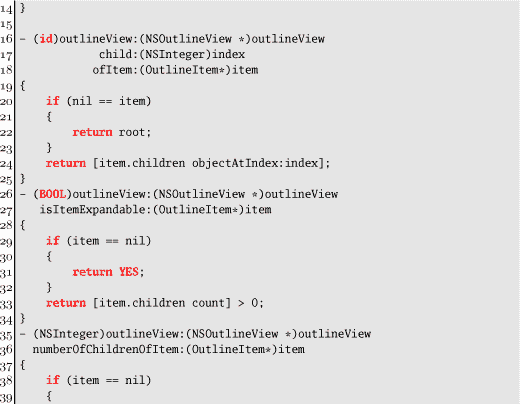 14 }
15
16 - (id)outlineView:(NSOutlineView *)outlineView
17            child:(NSInteger)index
18           ofItem:(OutlineItem*)item
19 {
20     if (nil == item)
21     {
22         return root;
23     }
24     return [item.children objectAtIndex:index];
25 }
26 - (BOOL)outlineView:(NSOutlineView *)outlineView
27    isItemExpandable:(OutlineItem*)item
28 {
29     if (item == nil)
30     {
31         return YES;
32     }
33     return [item.children count] > 0;
34 }
35 - (NSInteger)outlineView:(NSOutlineView *)outlineView
36   numberOfChildrenOfItem:(OutlineItem*)item
37 {
38     if (item == nil)
39     {